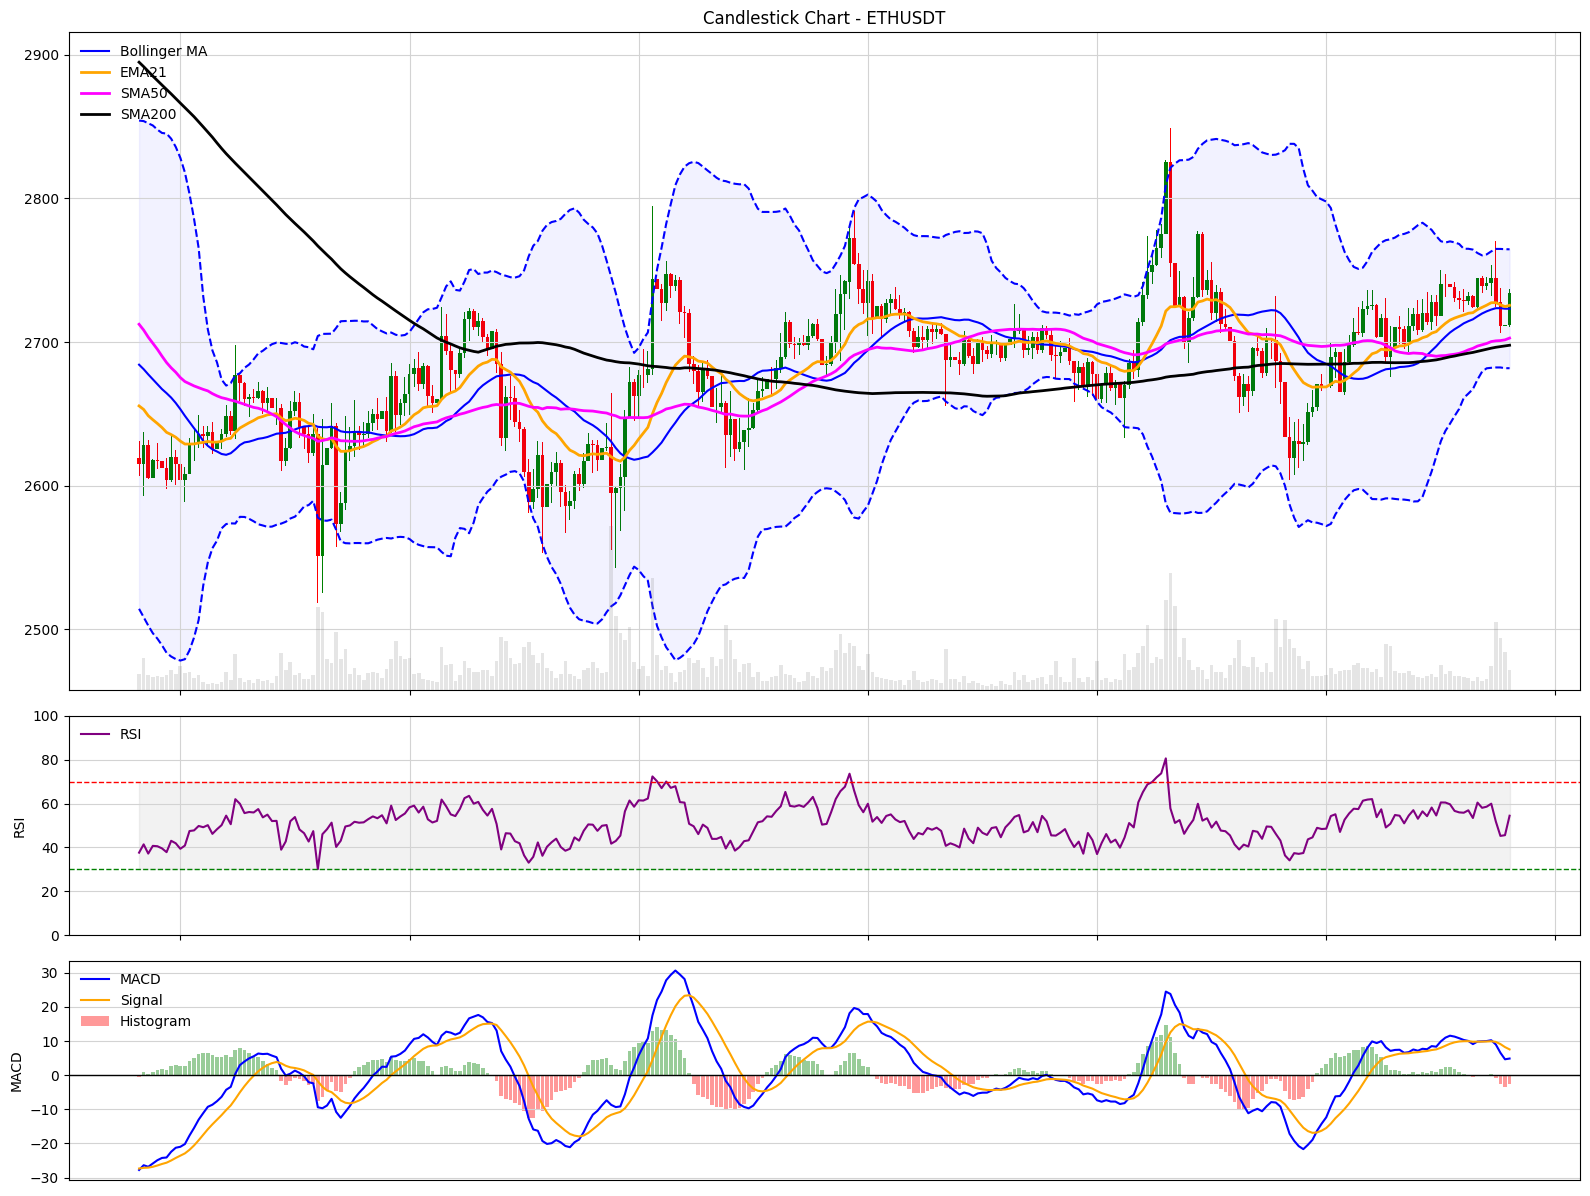 Candlestick Chart - ETHUSDT
2900
2800
2700
2600
2500
Bollinger MA
EMA21
SMA50
SMA200
100
80
60
40
20
0
RSI
RSI
30
20
10
0
−10
−20
−30
MACD
MACD
Signal
Histogram